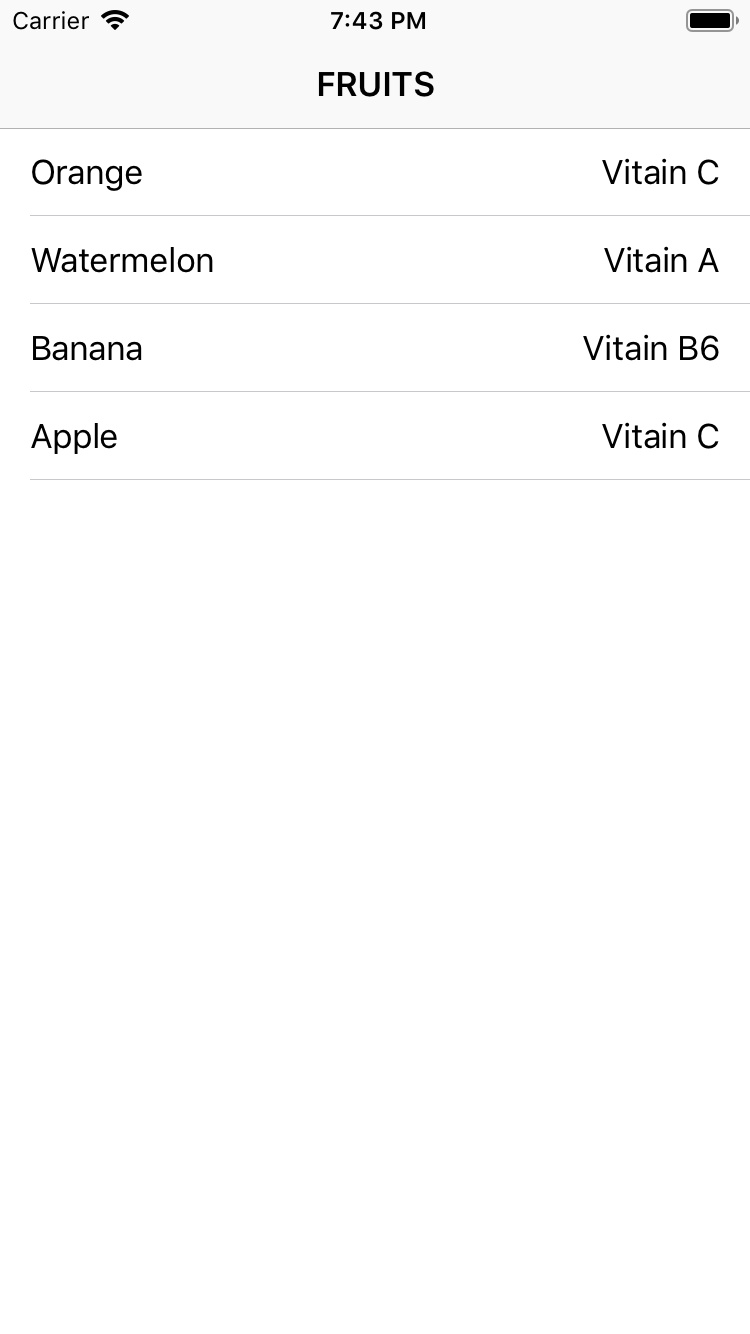 Carrier 7:43 PM
FRUITS
Orange Vitain C
Watermelon Vitain A
Banana Vitain B6
Apple Vitain C